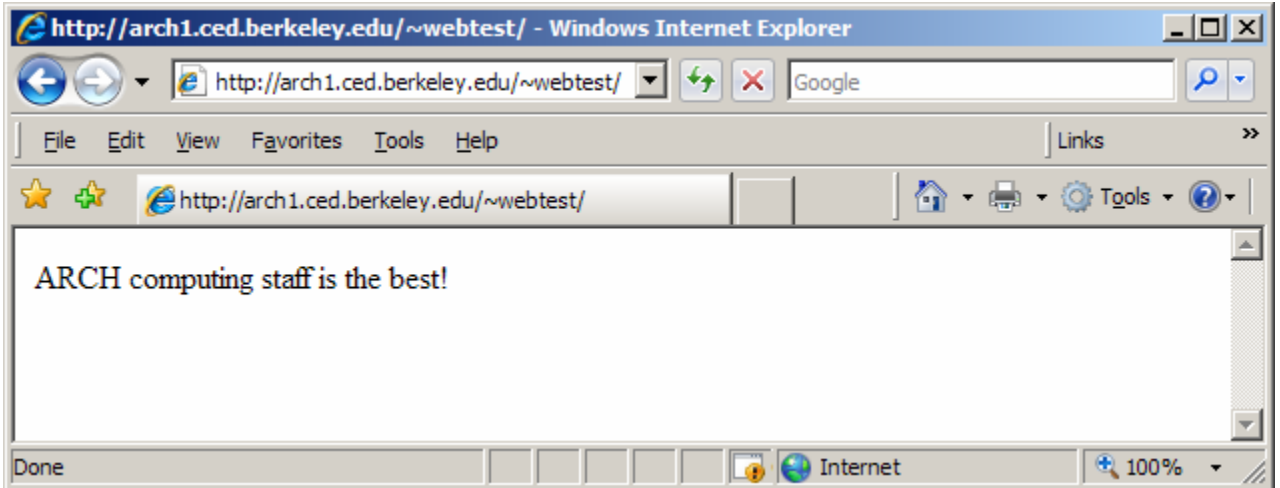 http://arch1.ced.berkeley.edu/~webtest/ - Windows Internet Explorer
http://arch1.ced.berkeley.edu/~webtest/ Google
File Edit View Favorites Tools Help Links »
http://arch1.ced.berkeley.edu/~webtest/ Tools
ARCH computing staff is the best!
Done Internet 100%